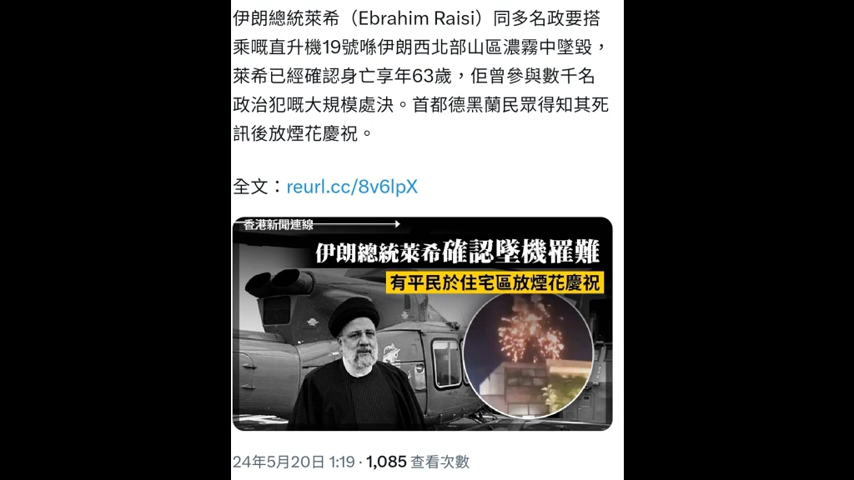 伊朗總統萊希（Ebrahim Raisi）同多名政要搭
乘嘅直升機19號喺伊朗西北部山區濃霧中墜毀，
萊希已經確認身亡享年63歲，佢曾參與數千名
政治犯嘅大規模處決。首都德黑蘭民眾得知其死
訊後放煙花慶祝。
全文：reurl.cc/8v6lpX
香港新聞連線
伊朗總統萊希確認墜機罹難
有平民於住宅區放煙花慶祝
24年5月20日 1:19 · 1,085 查看次數